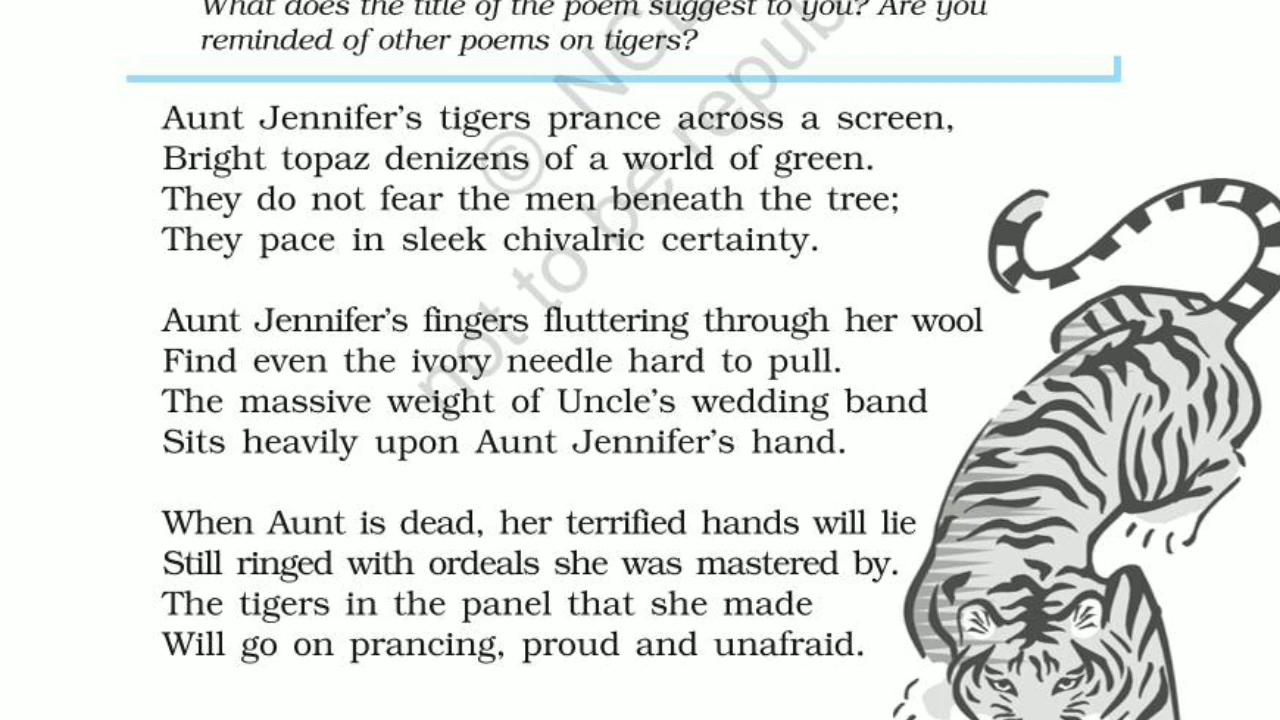 What does the title of the poem suggest to you? Are you
reminded of other poems on tigers?
Aunt Jennifer's tigers prance across a screen,
Bright topaz denizens of a world of green.
They do not fear the men beneath the tree;
They pace in sleek chivalric certainty.
Aunt Jennifer's fingers fluttering through her wool
Find even the ivory needle hard to pull.
The massive weight of Uncle's wedding band
Sits heavily upon Aunt Jennifer's hand.
When Aunt is dead, her terrified hands will lie
Still ringed with ordeals she was mastered by.
The tigers in the panel that she made
Will go on prancing, proud and unafraid.
© NC
not to be repub